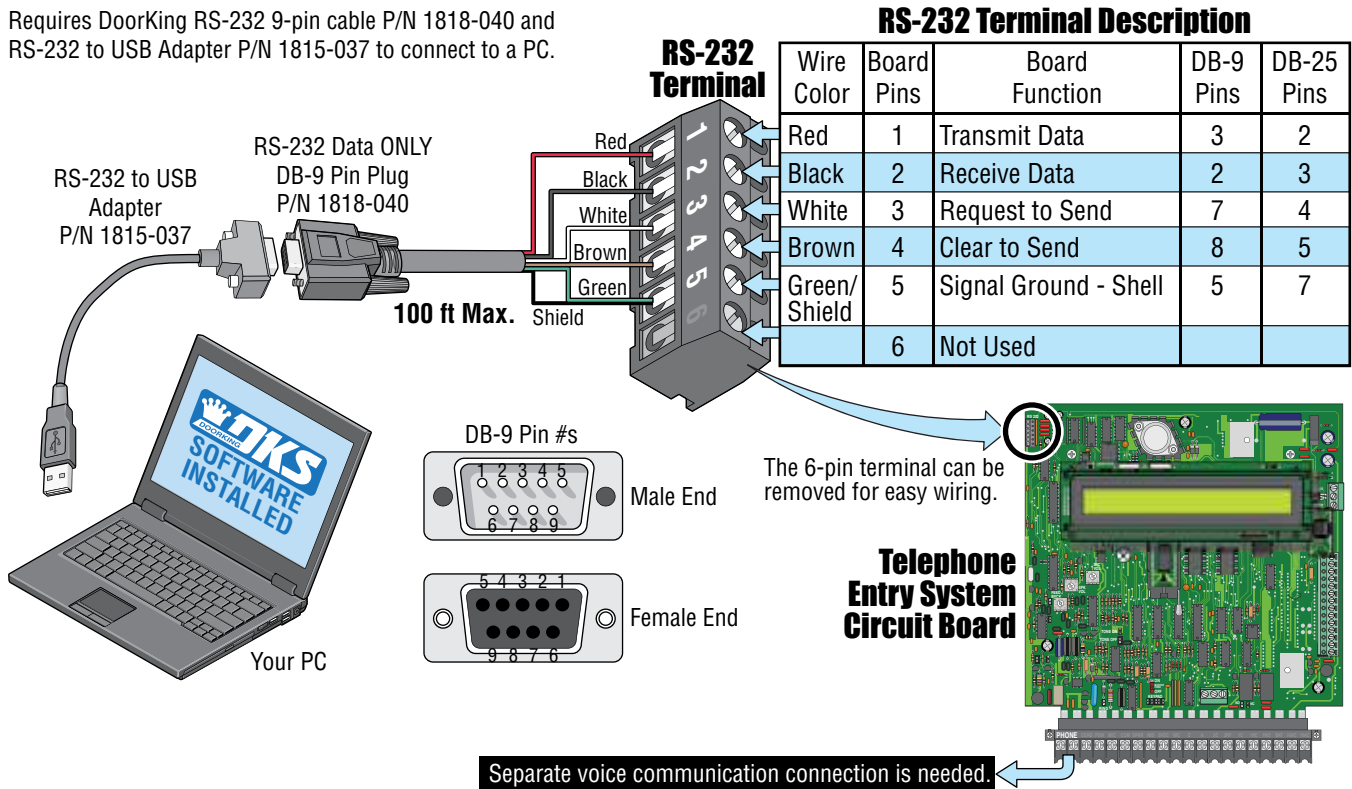 Requires DoorKing RS-232 9-pin cable P/N 1818-040 and
RS-232 to USB Adapter P/N 1815-037 to connect to a PC.
RS-232 Terminal Description
RS-232
Terminal
Wire Color Board Pins Board Function DB-9 Pins DB-25 Pins
Red 1 Transmit Data 3 2
Black 2 Receive Data 2 3
White 3 Request to Send 7 4
Brown 4 Clear to Send 8 5
Green/ Shield 5 Signal Ground - Shell 5 7
6 Not Used
RS-232 to USB
Adapter
P/N 1815-037
RS-232 Data ONLY
DB-9 Pin Plug
P/N 1818-040
Red
Black
White
Brown
Green
Shield
100 ft Max.
1
2
3
4
5
6
DOORKING
DKS
SOFTWARE
INSTALLED
Your PC
DB-9 Pin #s
1 2 3 4 5
6 7 8 9
Male End
5 4 3 2 1
9 8 7 6
Female End
The 6-pin terminal can be
removed for easy wiring.
RS 232
Telephone
Entry System
Circuit Board
PHONE
Separate voice communication connection is needed.